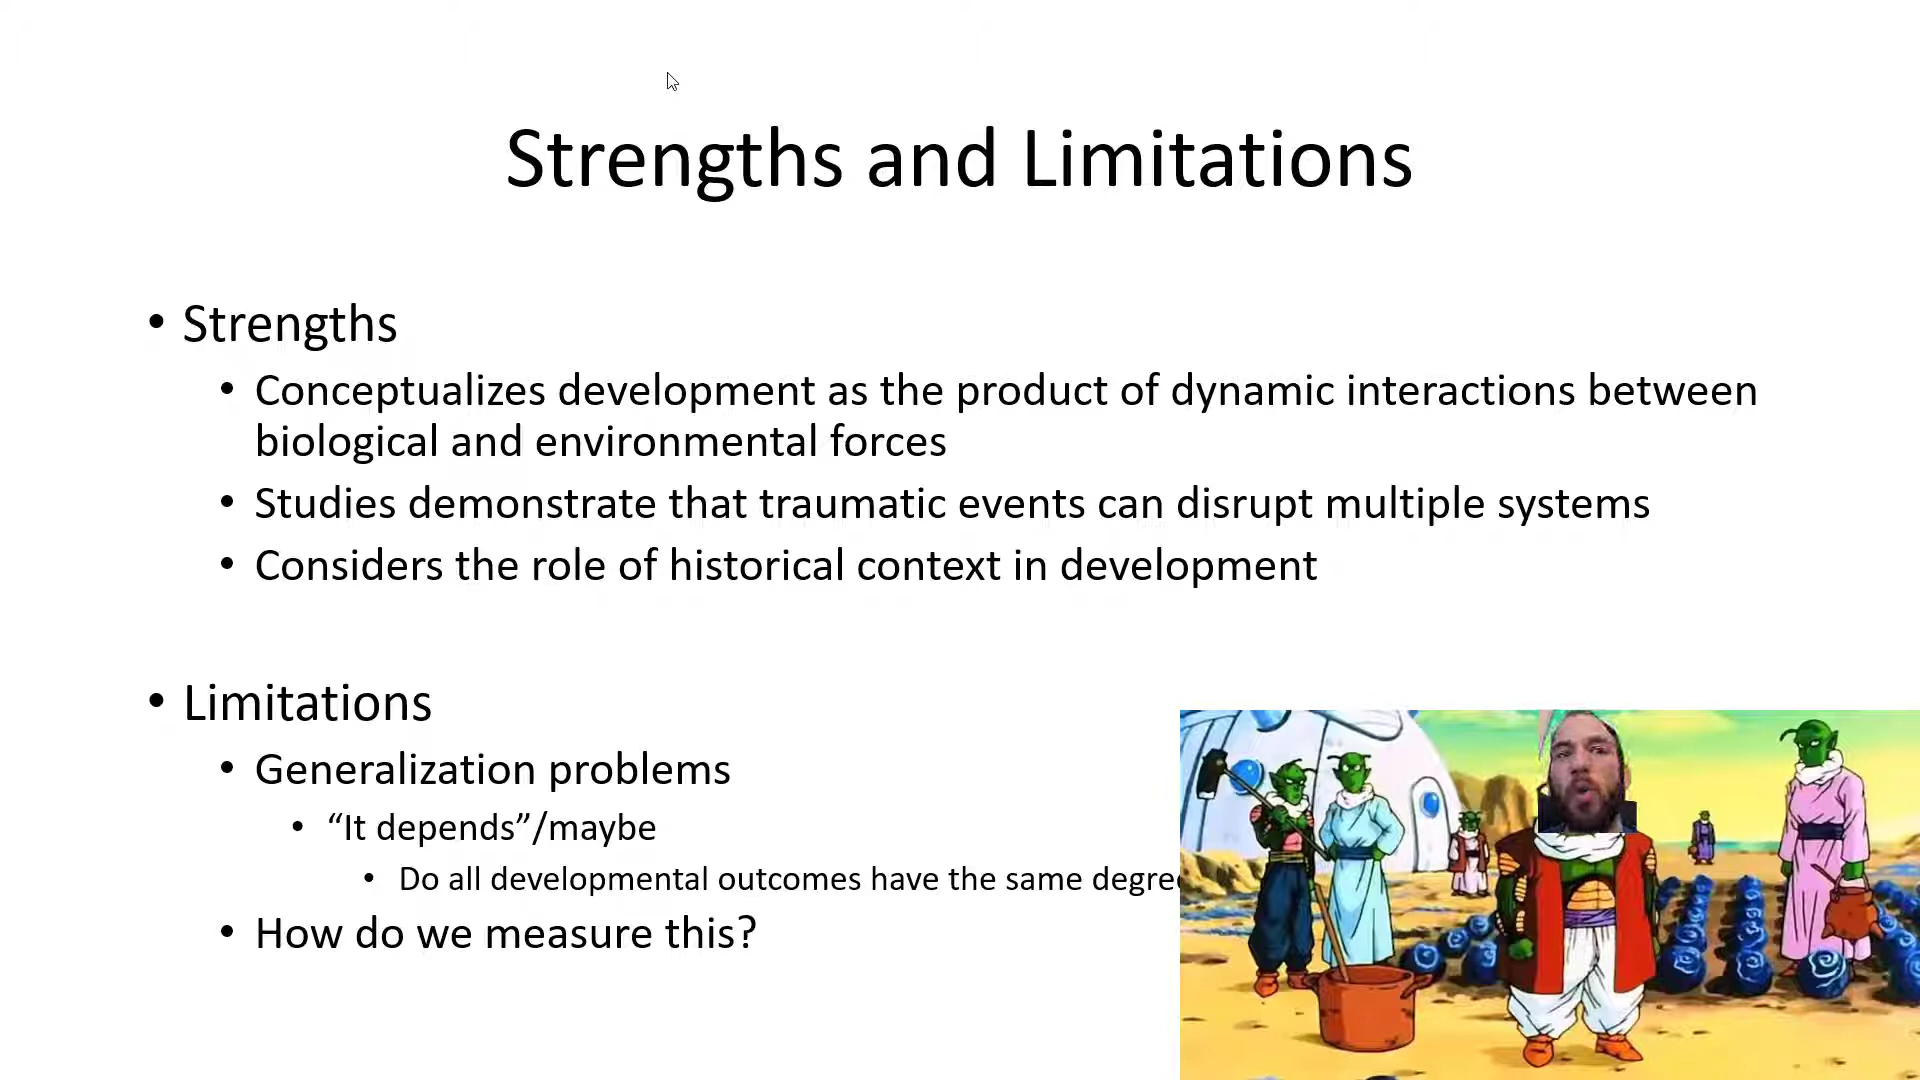 Strengths and Limitations
• Strengths
• Conceptualizes development as the product of dynamic interactions between
biological and environmental forces
• Studies demonstrate that traumatic events can disrupt multiple systems
• Considers the role of historical context in development
• Limitations
• Generalization problems
• “It depends”/maybe
• Do all developmental outcomes have the same
• How do we measure this?